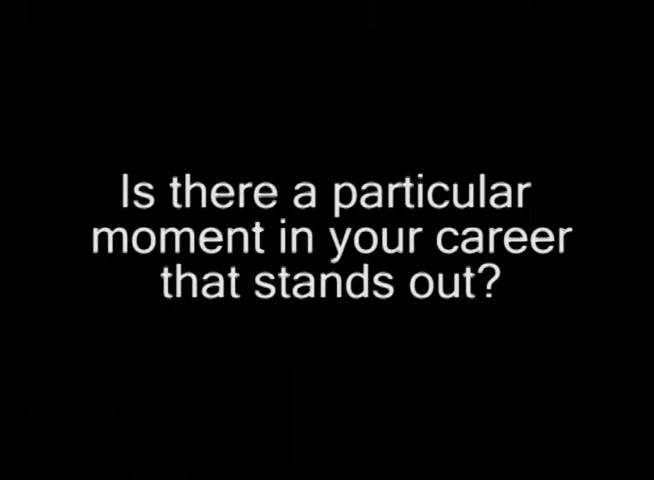 Is there a particular
moment in your career
that stands out?